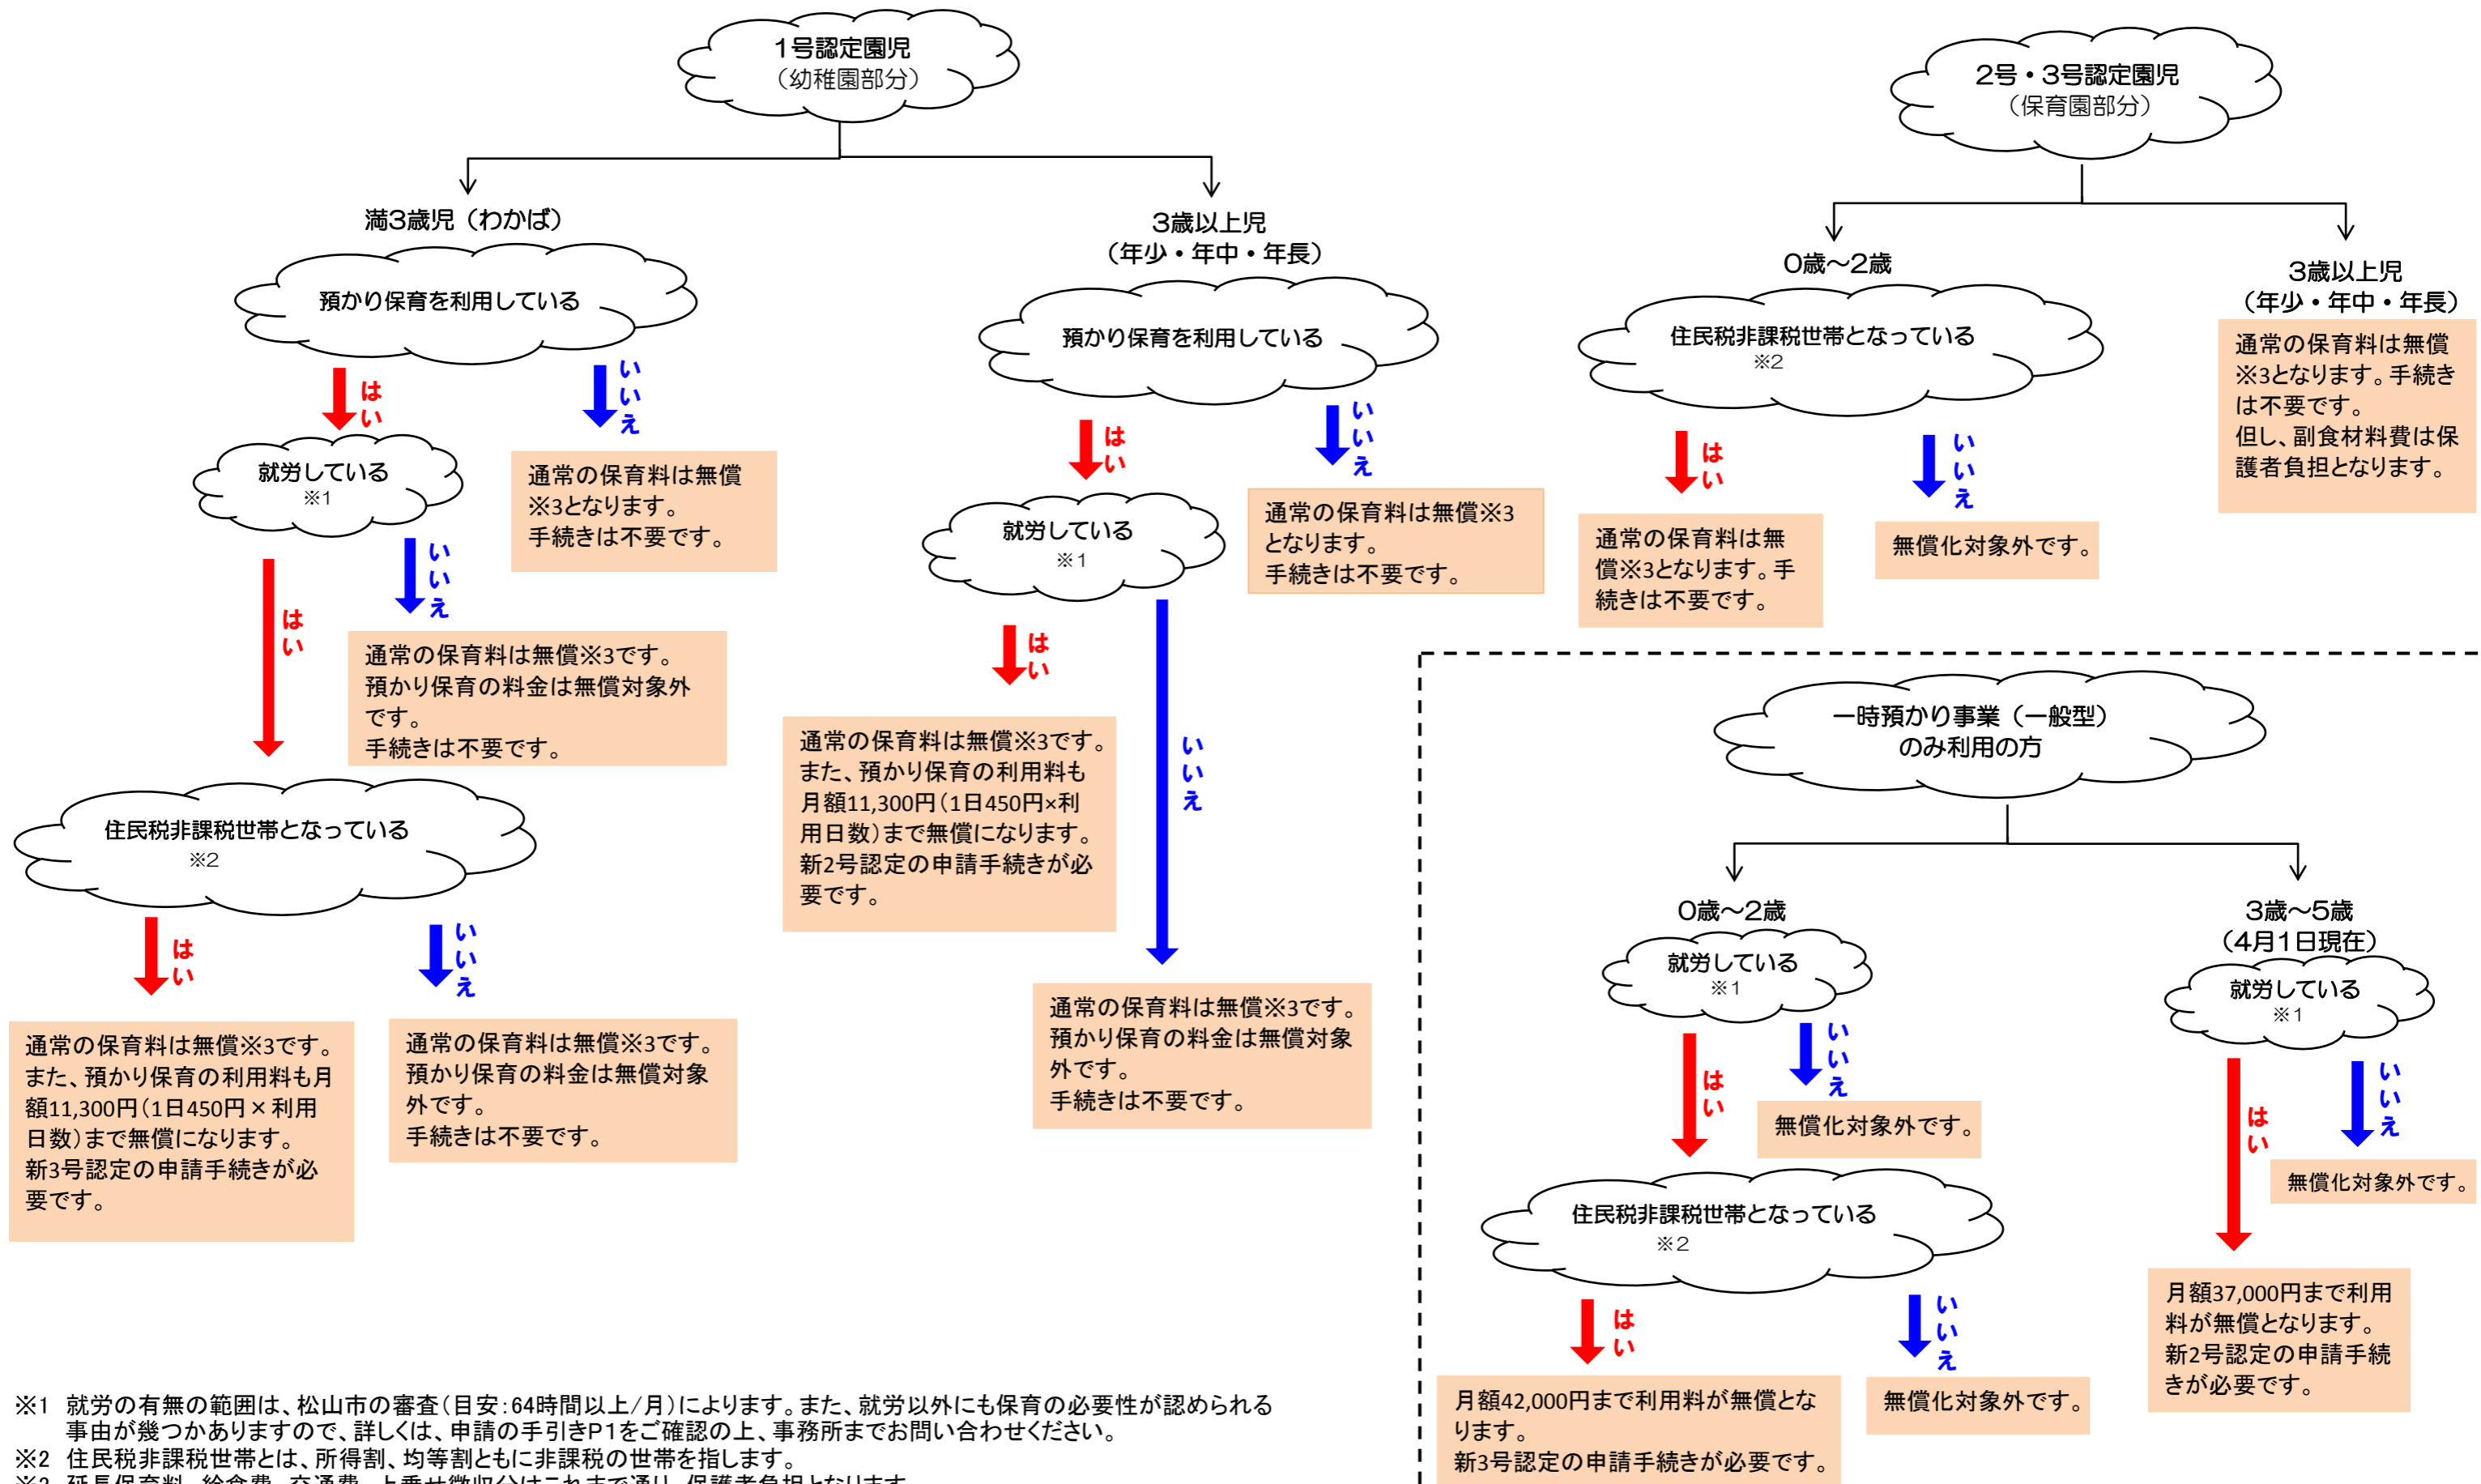 1号認定園児
（幼稚園部分）
満3歳児（わかば）
預かり保育を利用している
はい
いいえ
就労している
※1
通常の保育料は無償
※3となります。
手続きは不要です。
はい
いいえ
通常の保育料は無償※3です。
預かり保育の料金は無償対象外
です。
手続きは不要です。
住民税非課税世帯となっている
※2
はい
いいえ
通常の保育料は無償※3です。
また、預かり保育の利用料も月
額11,300円（1日450円×利用
日数）まで無償になります。
新3号認定の申請手続きが必
要です。
通常の保育料は無償※3です。
預かり保育の料金は無償対象
外です。
手続きは不要です。
3歳以上児
（年少・年中・年長）
預かり保育を利用している
はい
いいえ
就労している
※1
通常の保育料は無償※3
となります。
手続きは不要です。
はい
いいえ
通常の保育料は無償※3です。
また、預かり保育の利用料も
月額11,300円（1日450円×利
用日数）まで無償になります。
新2号認定の申請手続きが必
要です。
通常の保育料は無償※3です。
預かり保育の料金は無償対象
外です。
手続きは不要です。
2号・3号認定園児
（保育園部分）
0歳～2歳
住民税非課税世帯となっている
※2
はい
いいえ
通常の保育料は無
償※3となります。手
続きは不要です。
無償化対象外です。
3歳以上児
（年少・年中・年長）
通常の保育料は無償
※3となります。手続き
は不要です。
但し、副食材料費は保
護者負担となります。
一時預かり事業（一般型）
のみ利用の方
0歳～2歳
就労している
※1
はい
いいえ
無償化対象外です。
住民税非課税世帯となっている
※2
はい
いいえ
月額42,000円まで利用料が無償とな
ります。
新3号認定の申請手続きが必要です。
無償化対象外です。
3歳～5歳
（4月1日現在）
就労している
※1
はい
いいえ
無償化対象外です。
月額37,000円まで利用
料が無償となります。
新2号認定の申請手続
きが必要です。
※1 就労の有無の範囲は、松山市の審査（目安：64時間以上/月）によります。また、就労以外にも保育の必要性が認められる
事由が幾つかありますので、詳しくは、申請の手引きP1をご確認の上、事務所までお問い合わせください。
※2 住民税非課税世帯とは、所得割、均等割ともに非課税の世帯を指します。
※3 延長保育料、給食費、交通費、上乗せ徴収分はこれまで通り、保護者負担となります。